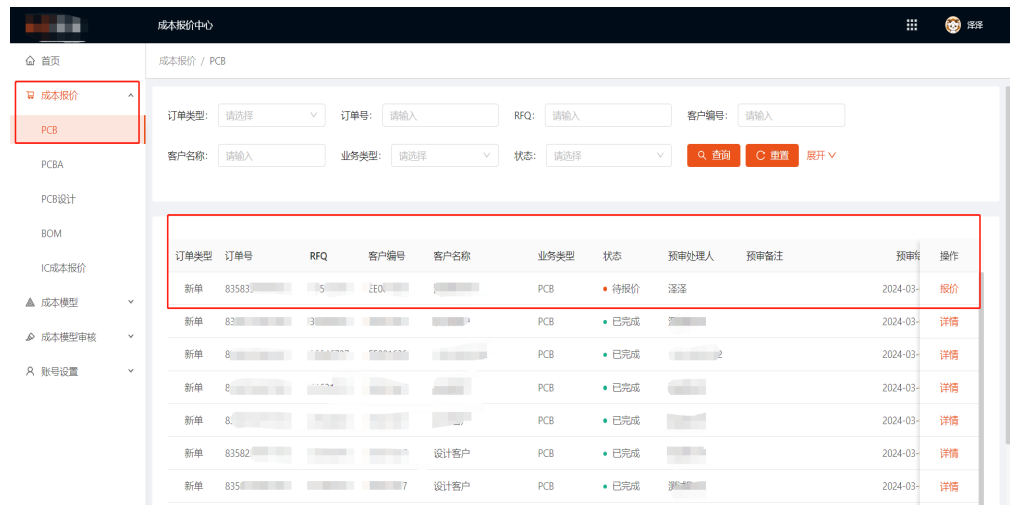 成本报价中心
泽泽
首页
成本报价 / PCB
成本报价
PCB
PCBA
PCB设计
BOM
IC成本报价
成本模型
成本模型审核
账号设置
订单类型: 请选择 订单号: 请输入 RFQ: 请输入 客户编号: 请输入
客户名称: 请输入 业务类型: 请选择 状态: 请选择 查询 重置 展开
订单类型 订单号 RFQ 客户编号 客户名称 业务类型 状态 预审处理人 预审备注 预审 操作
新单 PCB 待报价 泽泽 2024-03- 报价
新单 PCB 已完成 2024-03- 详情
新单 PCB 已完成 2024-03- 详情
新单 PCB 已完成 2024-03- 详情
新单 PCB 已完成 2024-03- 详情
新单 83582 设计客户 PCB 已完成 2024-03- 详情
新单 设计客户 PCB 已完成 2024-03- 详情